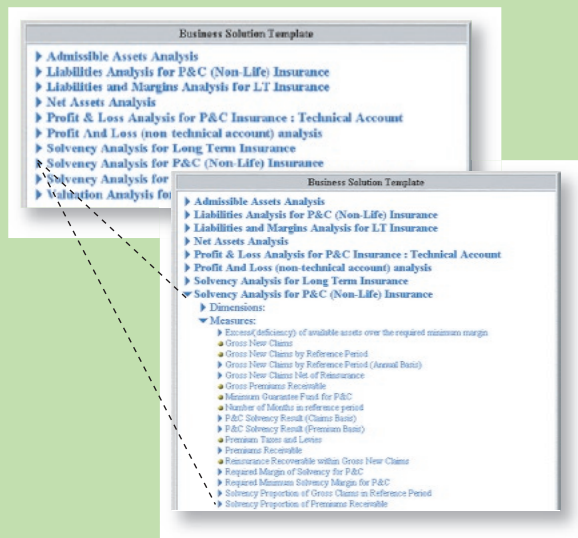 Business Solution Template
Admissible Assets Analysis
Liabilities Analysis for P&C (Non-Life) Insurance
Liabilities and Margins Analysis for LT Insurance
Net Assets Analysis
Profit & Loss Analysis for P&C Insurance : Technical Account
Profit And Loss (non technical account) analysis
Solvency Analysis for Long Term Insurance
Solvency Analysis for P&C (Non-Life) Insurance
Solvency Analysis for
Valuation Analysis for
Business Solution Template
Admissible Assets Analysis
Liabilities Analysis for P&C (Non-Life) Insurance
Liabilities and Margins Analysis for LT Insurance
Net Assets Analysis
Profit & Loss Analysis for P&C Insurance : Technical Account
Profit And Loss (non-technical account) analysis
Solvency Analysis for Long Term Insurance
Solvency Analysis for P&C (Non-Life) Insurance
Dimensions:
Measures:
Excess(deficiency) of available assets over the required minimum margin
Gross New Claims
Gross New Claims by Reference Period
Gross New Claims by Reference Period (Annual Basis)
Gross New Claims Net of Reinsurance
Gross Premiums Receivable
Minimum Guarantee Fund for P&C
Number of Months in reference period
P&C Solvency Result (Claims Basis)
P&C Solvency Result (Premium Basis)
Premium Taxes and Levies
Premiums Receivable
Reinsurance Recoverable within Gross New Claims
Required Margin of Solvency for P&C
Required Minimum Solvency Margin for P&C
Solvency Proportion of Gross Claims in Reference Period
Solvency Proportion of Premiums Receivable